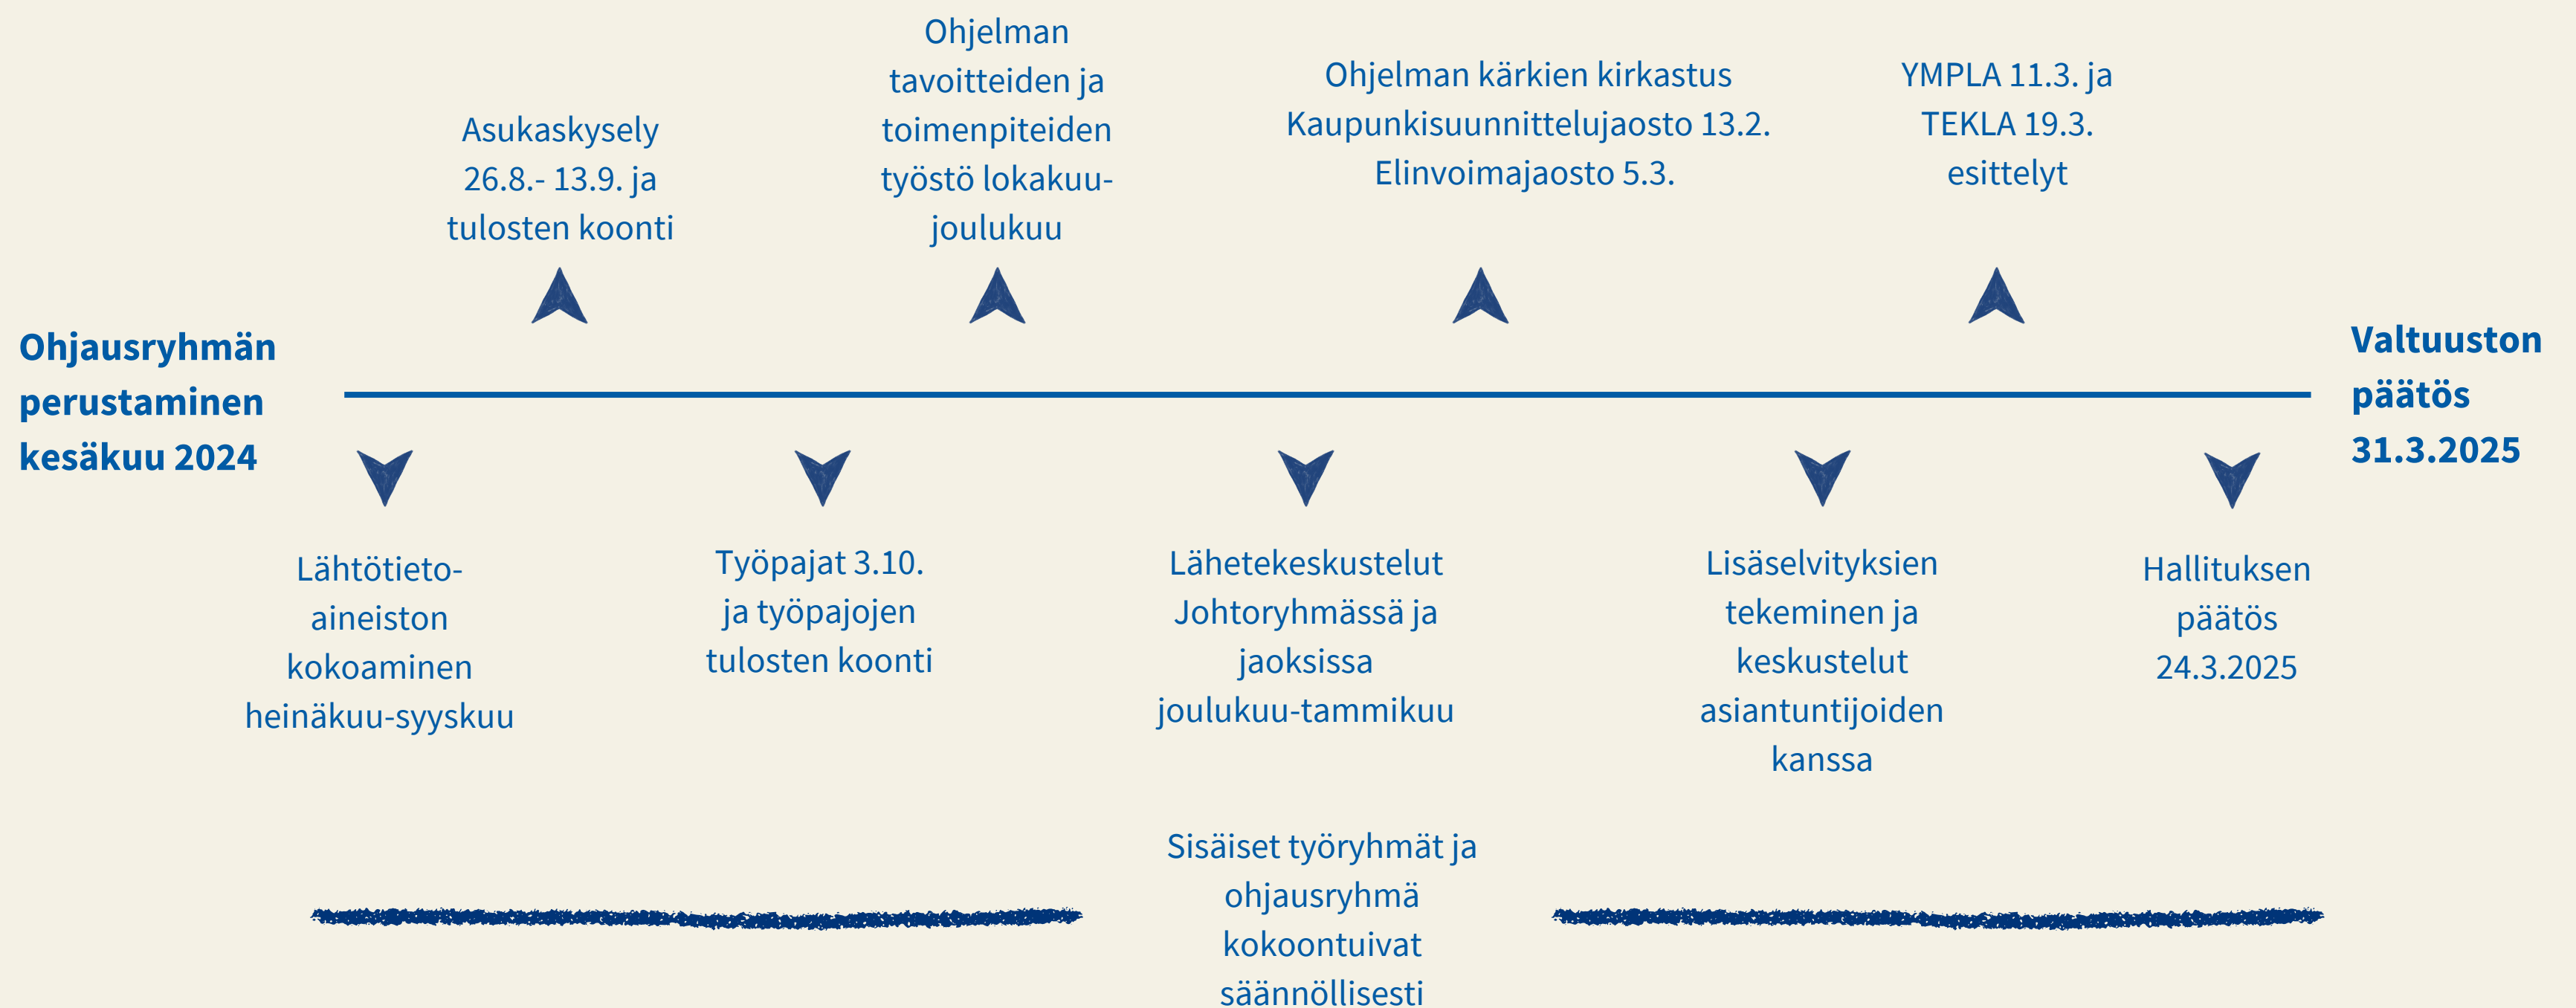 Ohjausryhmän
perustaminen
kesäkuu 2024
Lähtötieto-
aineiston
kokoaminen
heinäkuu-syyskuu
Asukaskysely
26.8.- 13.9. ja
tulosten koonti
Työpajat 3.10.
ja työpajojen
tulosten koonti
Ohjelman
tavoitteiden ja
toimenpiteiden
työstö lokakuu-
joulukuu
Lähetekeskustelut
Johtoryhmässä ja
jaoksissa
joulukuu-tammikuu
Ohjelman kärkien kirkastus
Kaupunkisuunnittelujaosto 13.2.
Elinvoimajaosto 5.3.
Lisäselvityksien
tekeminen ja
keskustelut
asiantuntijoiden
kanssa
YMPLA 11.3. ja
TEKLA 19.3.
esittelyt
Hallituksen
päätös
24.3.2025
Valtuuston
päätös
31.3.2025
Sisäiset työryhmät ja
ohjausryhmä
kokoontuivat
säännöllisesti